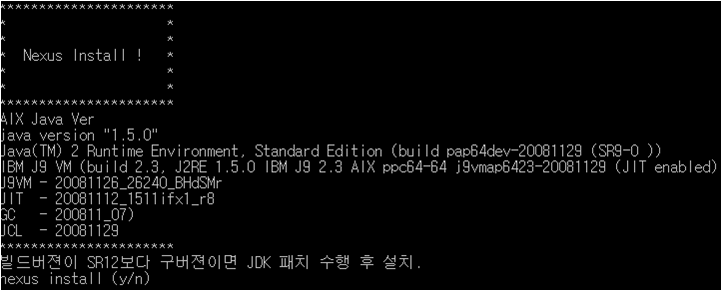 **********************
*                    *
*                    *
*  Nexus Install !   *
*                    *
*                    *
**********************
AIX Java Ver
java version "1.5.0"
Java(TM) 2 Runtime Environment, Standard Edition (build pap64dev-20081129 (SR9-0 ))
IBM J9 VM (build 2.3, J2RE 1.5.0 IBM J9 2.3 AIX ppc64-64 j9vmap6423-20081129 (JIT enabled)
J9VM - 20081126_26240_BHdSMr
JIT  - 20081112_1511ifx1_r8
GC   - 200811_07)
JCL  - 20081129
**********************
빌드버젼이 SR12보다 구버젼이면 JDK 패치 수행 후 설치.
nexus install (y/n)